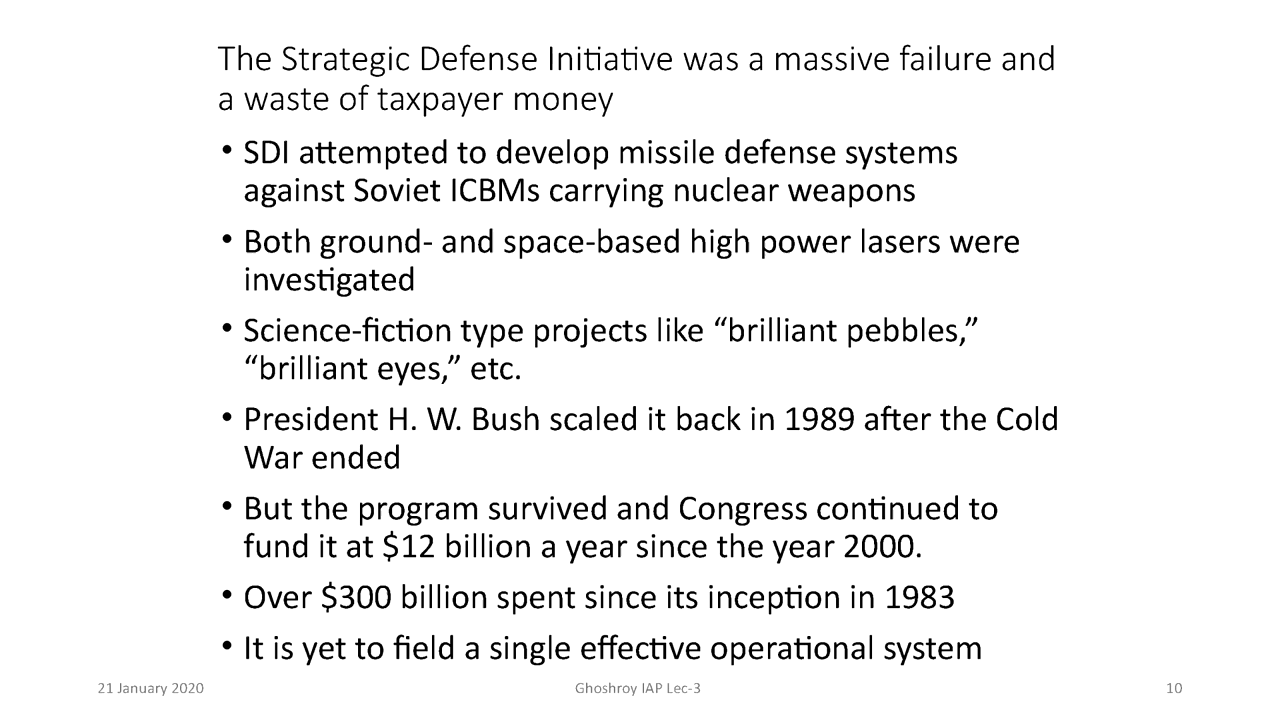 The Strategic Defense Initiative was a massive failure and
a waste of taxpayer money
• SDI attempted to develop missile defense systems
against Soviet ICBMs carrying nuclear weapons
• Both ground- and space-based high power lasers were
investigated
• Science-fiction type projects like “brilliant pebbles,”
“brilliant eyes,” etc.
• President H. W. Bush scaled it back in 1989 after the Cold
War ended
• But the program survived and Congress continued to
fund it at $12 billion a year since the year 2000.
• Over $300 billion spent since its inception in 1983
• It is yet to field a single effective operational system
21 January 2020 Ghoshroy IAP Lec-3 10